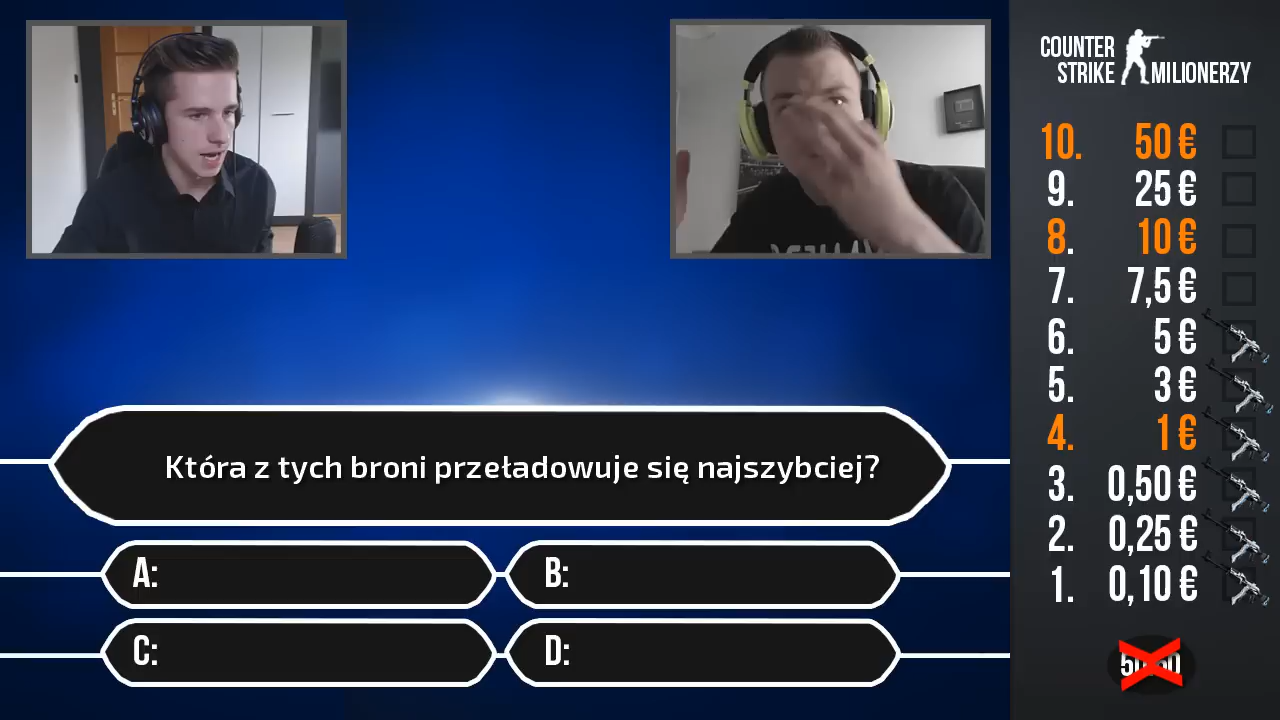 COUNTER
STRIKE MILIONERZY
10. 50 €
9. 25 €
8. 10 €
7. 7,5 €
6. 5 €
5. 3 €
4. 1 €
3. 0,50 €
2. 0,25 €
1. 0,10 €
Która z tych broni przeładowuje się najszybciej?
A:
B:
C:
D: